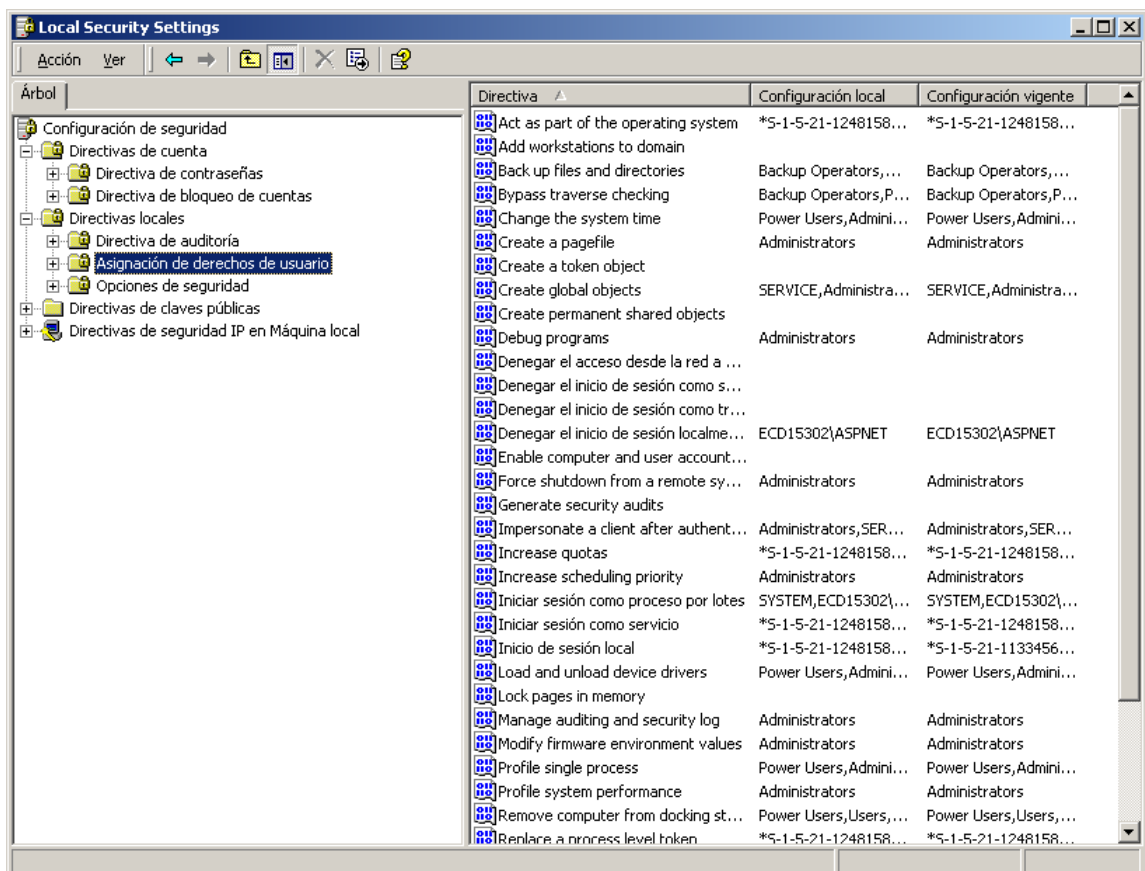 Local Security Settings
Acción Ver
Árbol
Configuración de seguridad
Directivas de cuenta
Directiva de contraseñas
Directiva de bloqueo de cuentas
Directivas locales
Directiva de auditoría
Asignación de derechos de usuario
Opciones de seguridad
Directivas de claves públicas
Directivas de seguridad IP en Máquina local
Directiva Configuración local Configuración vigente
Act as part of the operating system *S-1-5-21-1248158... *S-1-5-21-1248158...
Add workstations to domain
Back up files and directories Backup Operators,... Backup Operators,...
Bypass traverse checking Backup Operators,P... Backup Operators,P...
Change the system time Power Users,Admini... Power Users,Admini...
Create a pagefile Administrators Administrators
Create a token object
Create global objects SERVICE,Administra... SERVICE,Administra...
Create permanent shared objects
Debug programs Administrators Administrators
Denegar el acceso desde la red a ...
Denegar el inicio de sesión como s...
Denegar el inicio de sesión como tr...
Denegar el inicio de sesión localme... ECD15302\ASPNET ECD15302\ASPNET
Enable computer and user account...
Force shutdown from a remote sy... Administrators Administrators
Generate security audits
Impersonate a client after authent... Administrators,SER... Administrators,SER...
Increase quotas *S-1-5-21-1248158... *S-1-5-21-1248158...
Increase scheduling priority Administrators Administrators
Iniciar sesión como proceso por lotes SYSTEM,ECD15302\... SYSTEM,ECD15302\...
Iniciar sesión como servicio *S-1-5-21-1248158... *S-1-5-21-1248158...
Inicio de sesión local *S-1-5-21-1248158... *S-1-5-21-1133456...
Load and unload device drivers Power Users,Admini... Power Users,Admini...
Lock pages in memory
Manage auditing and security log Administrators Administrators
Modify firmware environment values Administrators Administrators
Profile single process Power Users,Admini... Power Users,Admini...
Profile system performance Administrators Administrators
Remove computer from docking st... Power Users,Users,... Power Users,Users,...
Replace a process level token *S-1-5-21-1248158... *S-1-5-21-1248158...